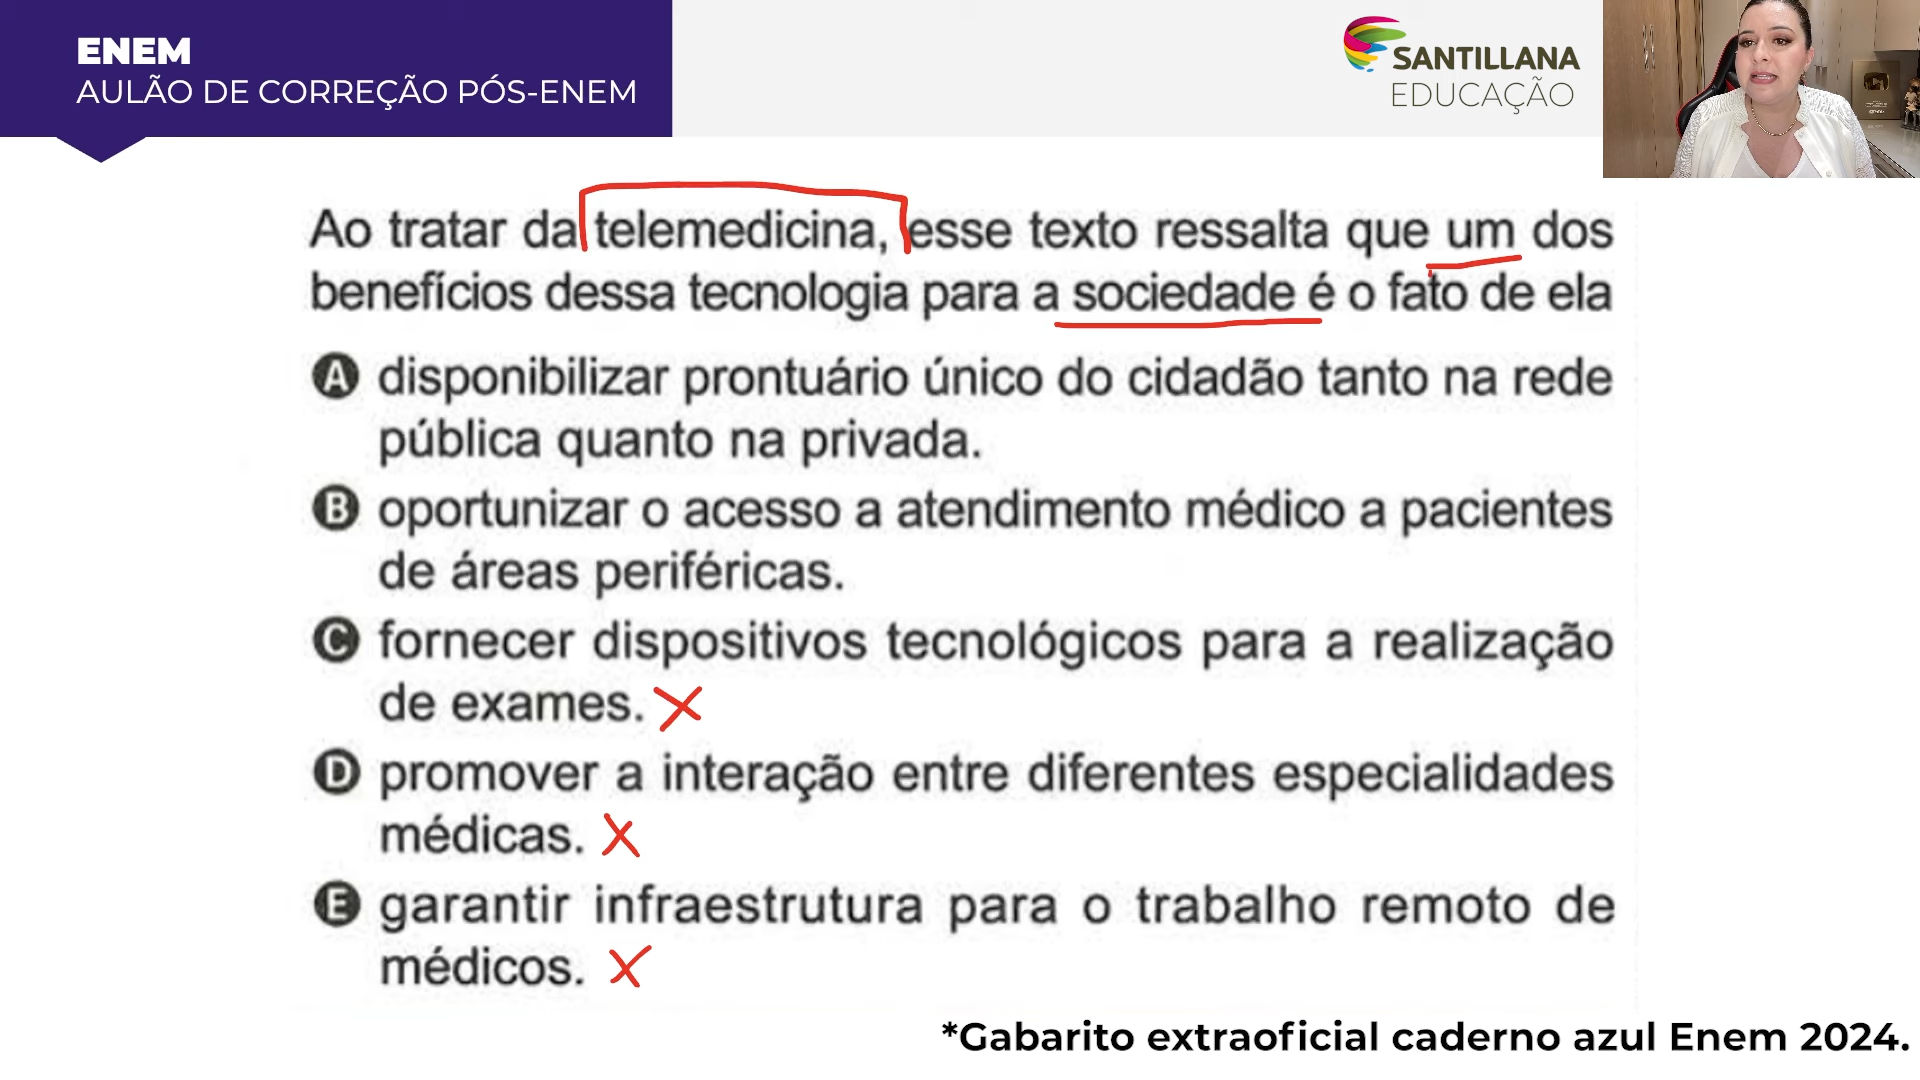 ENEM
AULÃO DE CORREÇÃO PÓS-ENEM
SANTILLANA
EDUCAÇÃO
Ao tratar da telemedicina, esse texto ressalta que um dos
benefícios dessa tecnologia para a sociedade é o fato de ela
A disponibilizar prontuário único do cidadão tanto na rede
pública quanto na privada.
B oportunizar o acesso a atendimento médico a pacientes
de áreas periféricas.
C fornecer dispositivos tecnológicos para a realização
de exames.
D promover a interação entre diferentes especialidades
médicas.
E garantir infraestrutura para o trabalho remoto de
médicos.
*Gabarito extraoficial caderno azul Enem 2024.